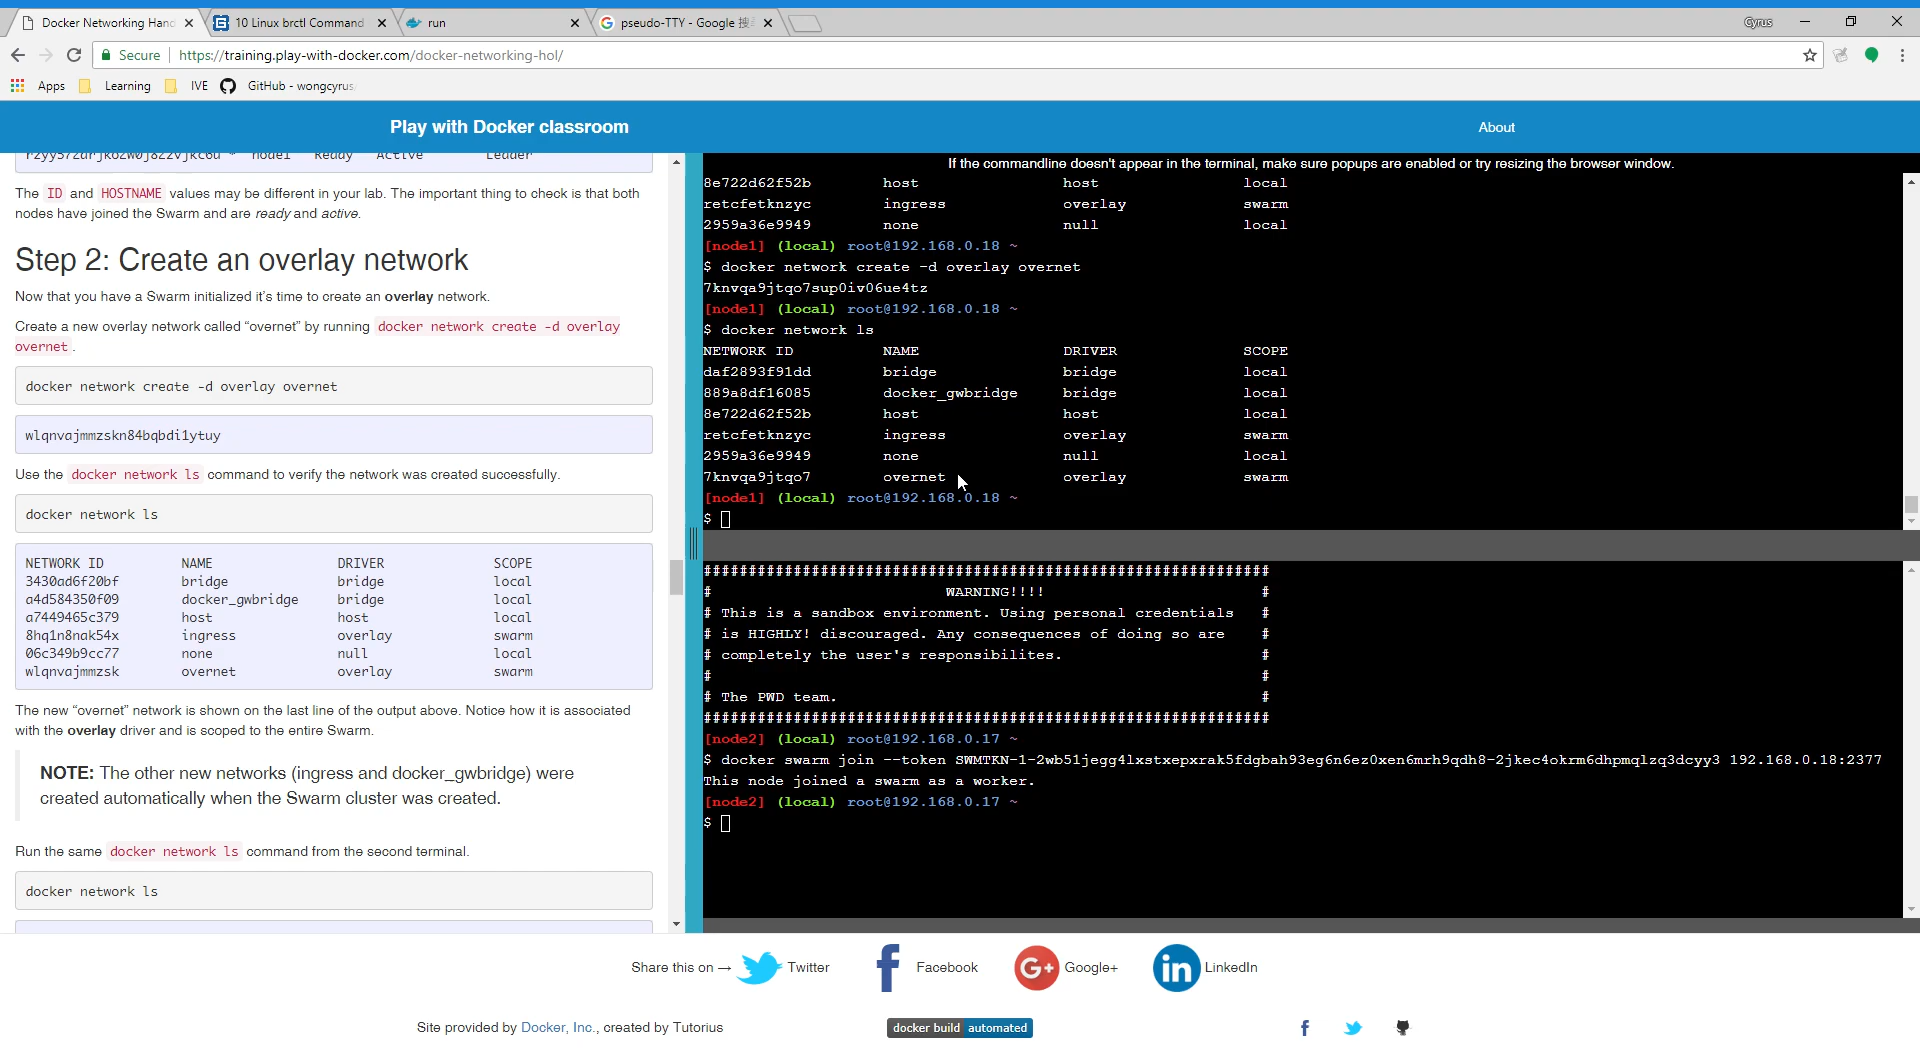 Docker Networking Hand
10 Linux brctl Command
run
pseudo-TTY - Google 搜
Cyrus
Secure
https://training.play-with-docker.com/docker-networking-hol/
Apps
Learning
IVE
GitHub - wongcyrus
Play with Docker classroom
About
rzyy57zarjkozw0j8z2vjkc6u * node1 Ready Active Leader
The ID and HOSTNAME values may be different in your lab. The important thing to check is that both
nodes have joined the Swarm and are ready and active.
Step 2: Create an overlay network
Now that you have a Swarm initialized it's time to create an overlay network.
Create a new overlay network called “overnet” by running docker network create -d overlay
overnet .
docker network create -d overlay overnet
wlqnvajmmzskn84bqbdi1ytuy
Use the docker network ls command to verify the network was created successfully.
docker network ls
NETWORK ID NAME DRIVER SCOPE
3430ad6f20bf bridge bridge local
a4d584350f09 docker_gwbridge bridge local
a7449465c379 host host local
8hq1n8nak54x ingress overlay swarm
06c349b9cc77 none null local
wlqnvajmmzsk overnet overlay swarm
The new “overnet” network is shown on the last line of the output above. Notice how it is associated
with the overlay driver and is scoped to the entire Swarm.
NOTE: The other new networks (ingress and docker_gwbridge) were
created automatically when the Swarm cluster was created.
Run the same docker network ls command from the second terminal.
docker network ls
If the commandline doesn't appear in the terminal, make sure popups are enabled or try resizing the browser window.
8e722d62f52b host host local
retcfetknzyc ingress overlay swarm
2959a36e9949 none null local
[node1] (local) root@192.168.0.18 ~
$ docker network create -d overlay overnet
7knvqa9jtqo7sup0iv06ue4tz
[node1] (local) root@192.168.0.18 ~
$ docker network ls
NETWORK ID NAME DRIVER SCOPE
daf2893f91dd bridge bridge local
889a8df16085 docker_gwbridge bridge local
8e722d62f52b host host local
retcfetknzyc ingress overlay swarm
2959a36e9949 none null local
7knvqa9jtqo7 overnet overlay swarm
[node1] (local) root@192.168.0.18 ~
$
###############################################################
# WARNING!!!! #
# This is a sandbox environment. Using personal credentials #
# is HIGHLY! discouraged. Any consequences of doing so are #
# completely the user's responsibilites. #
# #
# The PWD team. #
###############################################################
[node2] (local) root@192.168.0.17 ~
$ docker swarm join --token SWMTKN-1-2wb51jegg4lxstxepxrak5fdgbah93eg6n6ez0xen6mrh9qdh8-2jkec4okrm6dhpmqlzq3dcyy3 192.168.0.18:2377
This node joined a swarm as a worker.
[node2] (local) root@192.168.0.17 ~
$
Share this on → Twitter Facebook Google+ LinkedIn
Site provided by Docker, Inc., created by Tutorius
docker build automated